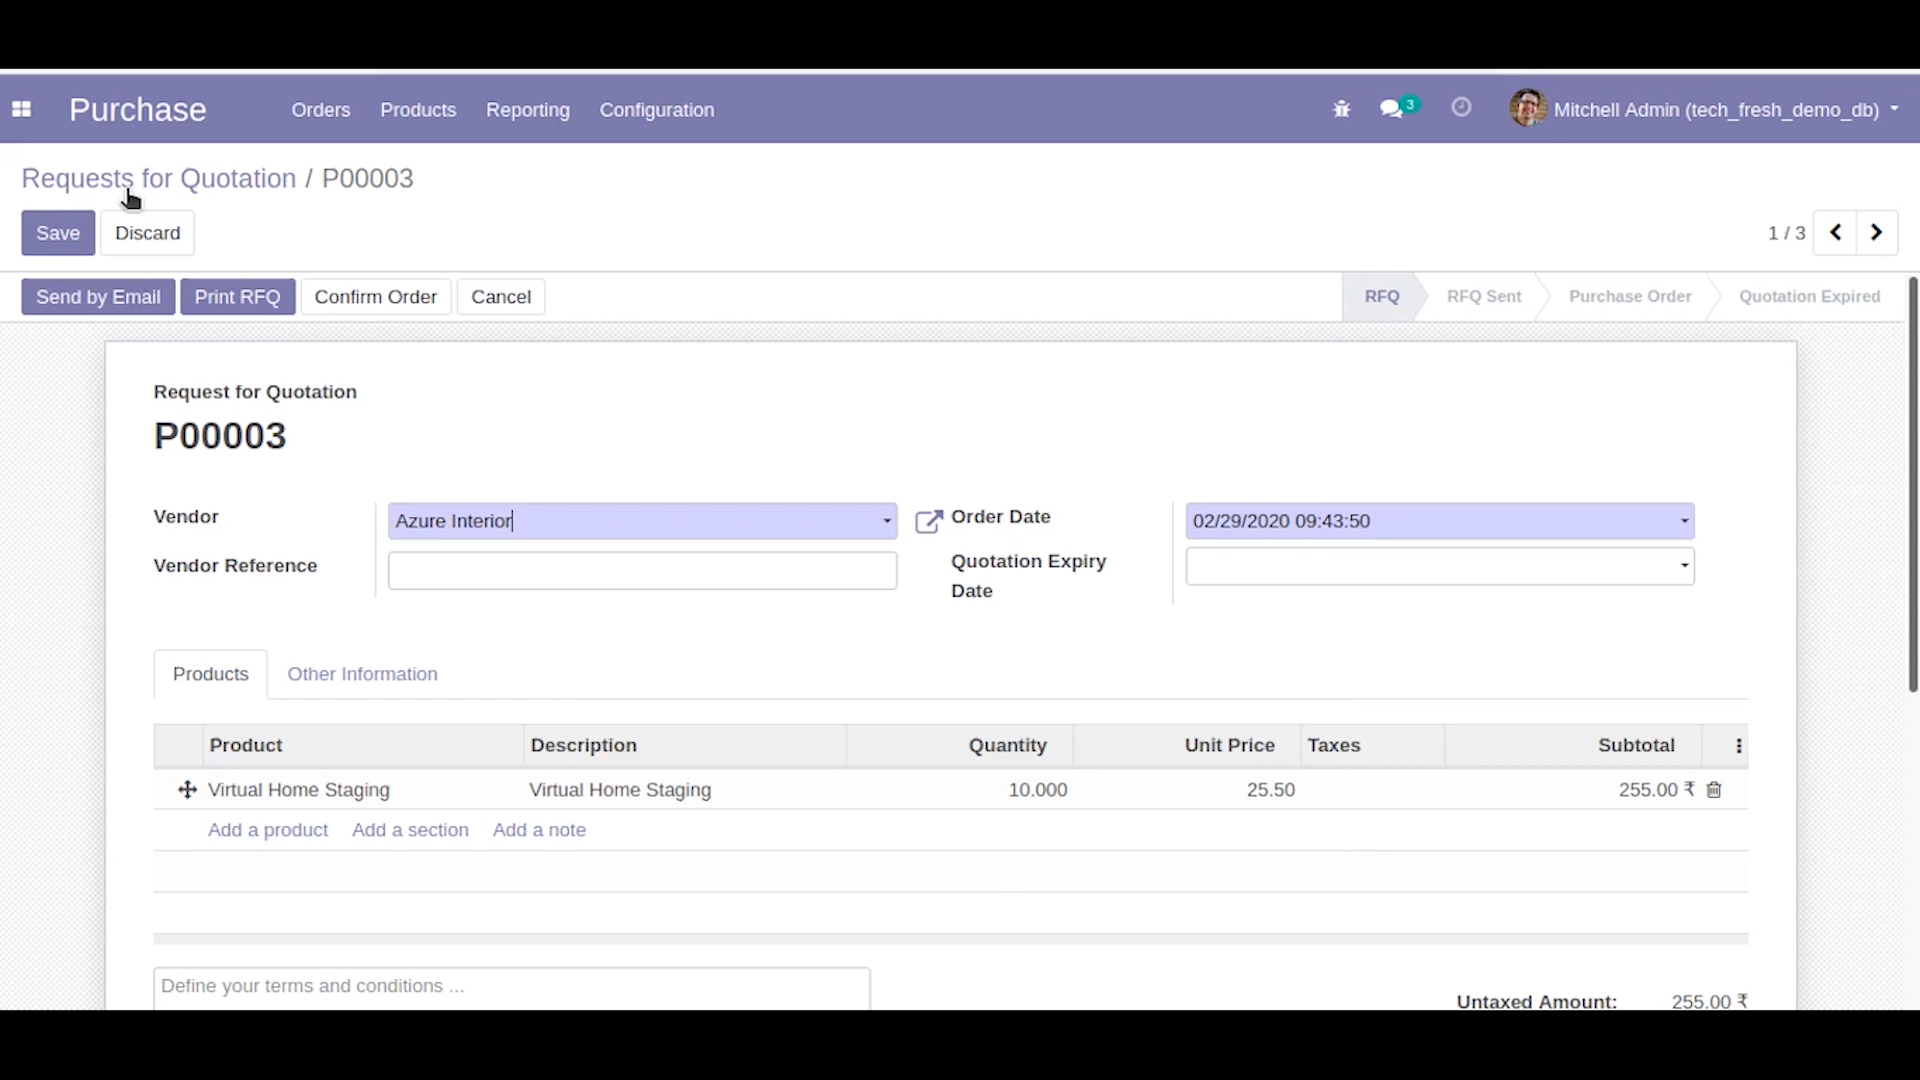 Purchase Orders Products Reporting Configuration 3 Mitchell Admin (tech_fresh_demo_db)
Requests for Quotation / P00003
Save Discard 1 / 3
Send by Email Print RFQ Confirm Order Cancel RFQ RFQ Sent Purchase Order Quotation Expired
Request for Quotation
P00003
Vendor Azure Interior Order Date 02/29/2020 09:43:50
Vendor Reference Quotation Expiry
Date
Products Other Information
Product Description Quantity Unit Price Taxes Subtotal
Virtual Home Staging Virtual Home Staging 10.000 25.50 255.00 ₹
Add a product Add a section Add a note
Define your terms and conditions ...
Untaxed Amount: 255.00 ₹